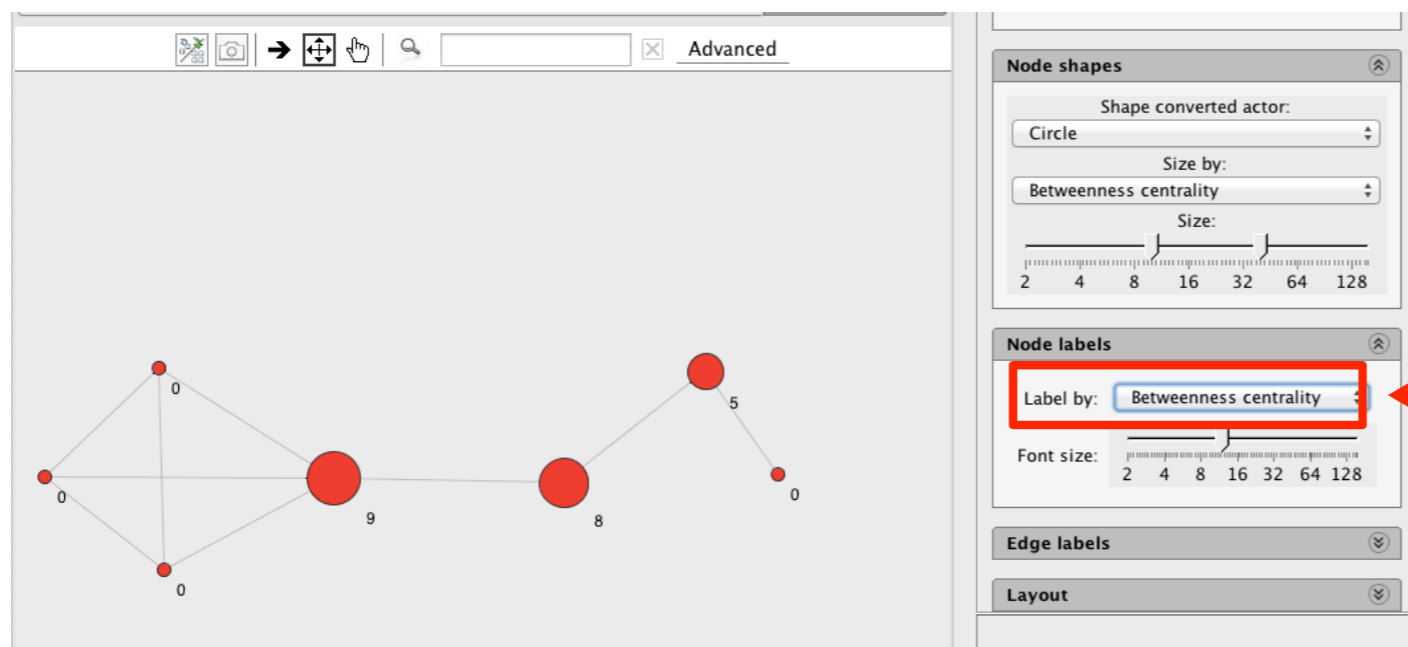 Advanced
0
0
0
9
8
5
0
Node shapes
Shape converted actor:
Circle
Size by:
Betweenness centrality
Size:
2 4 8 16 32 64 128
Node labels
Label by: Betweenness centrality
Font size:
2 4 8 16 32 64 128
Edge labels
Layout